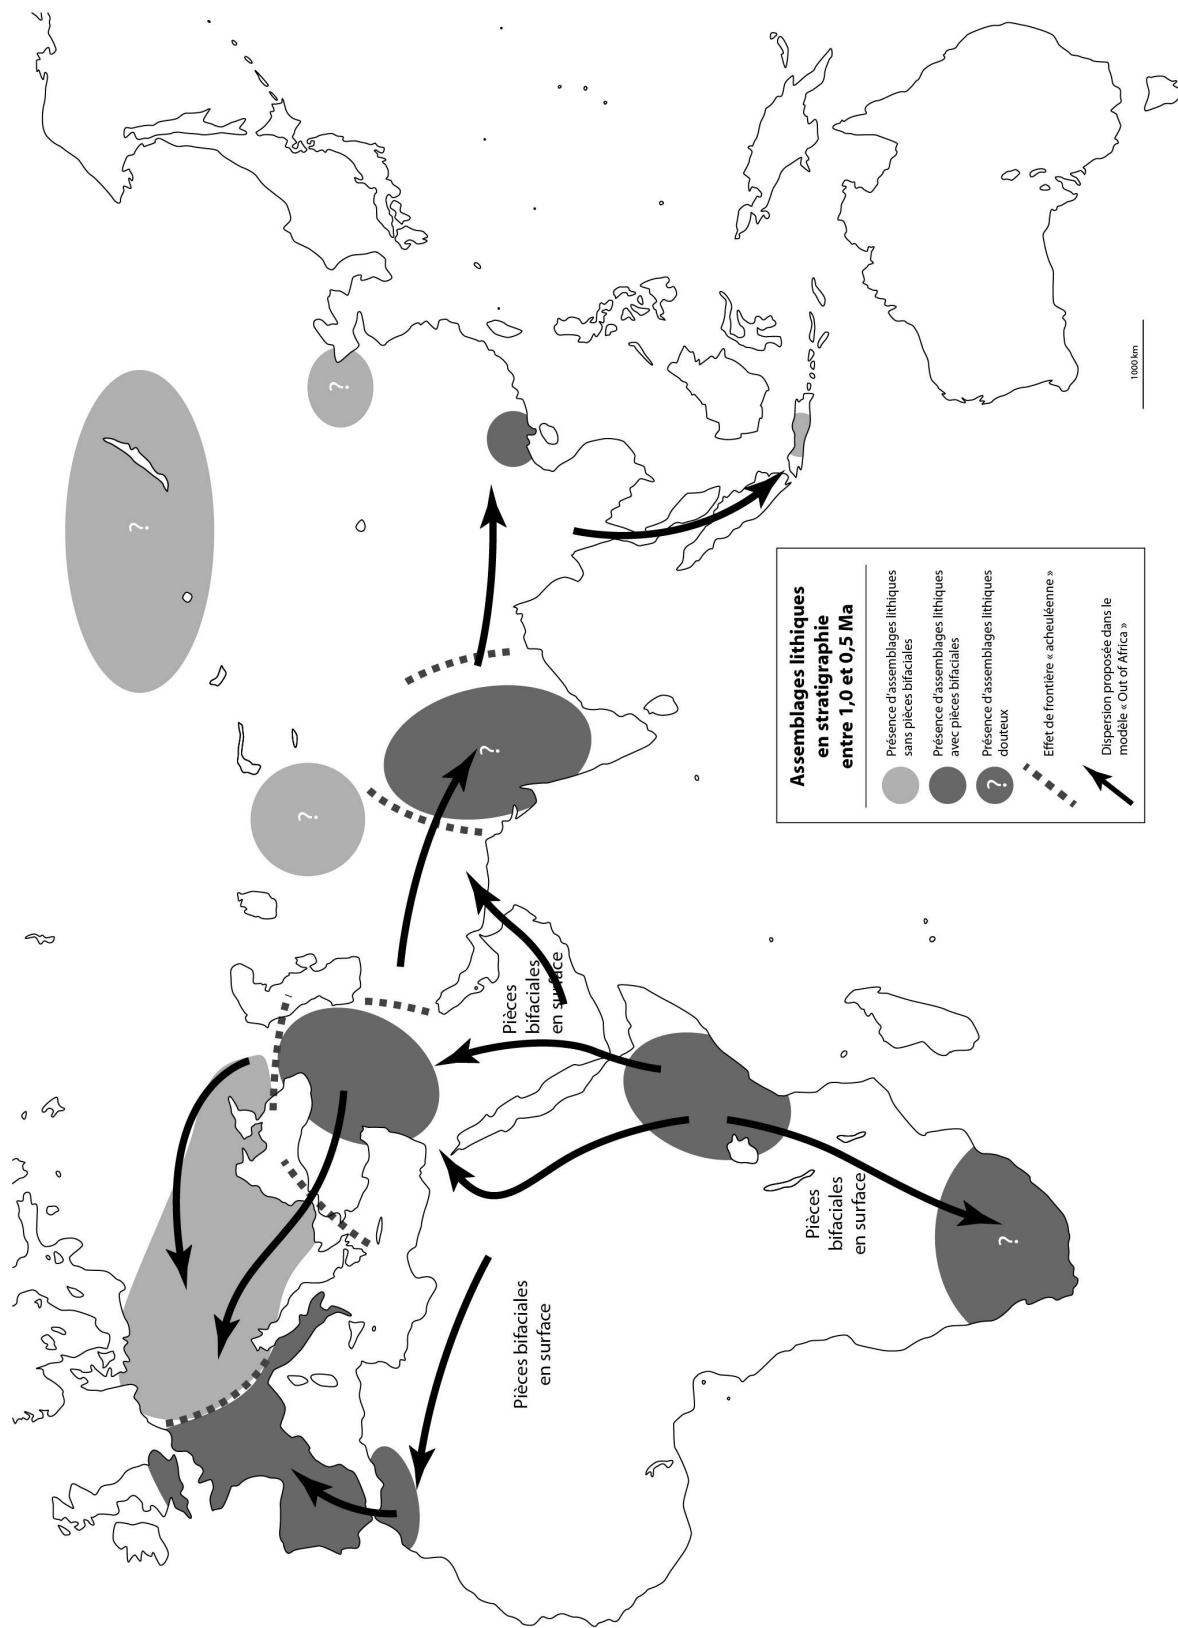 Pièces bifaciales
en surface
Pièces
bifaciales
en surface
Pièces
bifaciales
en surface
?
?
?
?
?
Assemblages lithiques
en stratigraphie
entre 1,0 et 0,5 Ma
Présence d'assemblages lithiques
sans pièces bifaciales
Présence d'assemblages lithiques
avec pièces bifaciales
?
Présence d'assemblages lithiques
douteux
Effet de frontière « acheuléenne »
Dispersion proposée dans le
modèle « Out of Africa »
1000 km